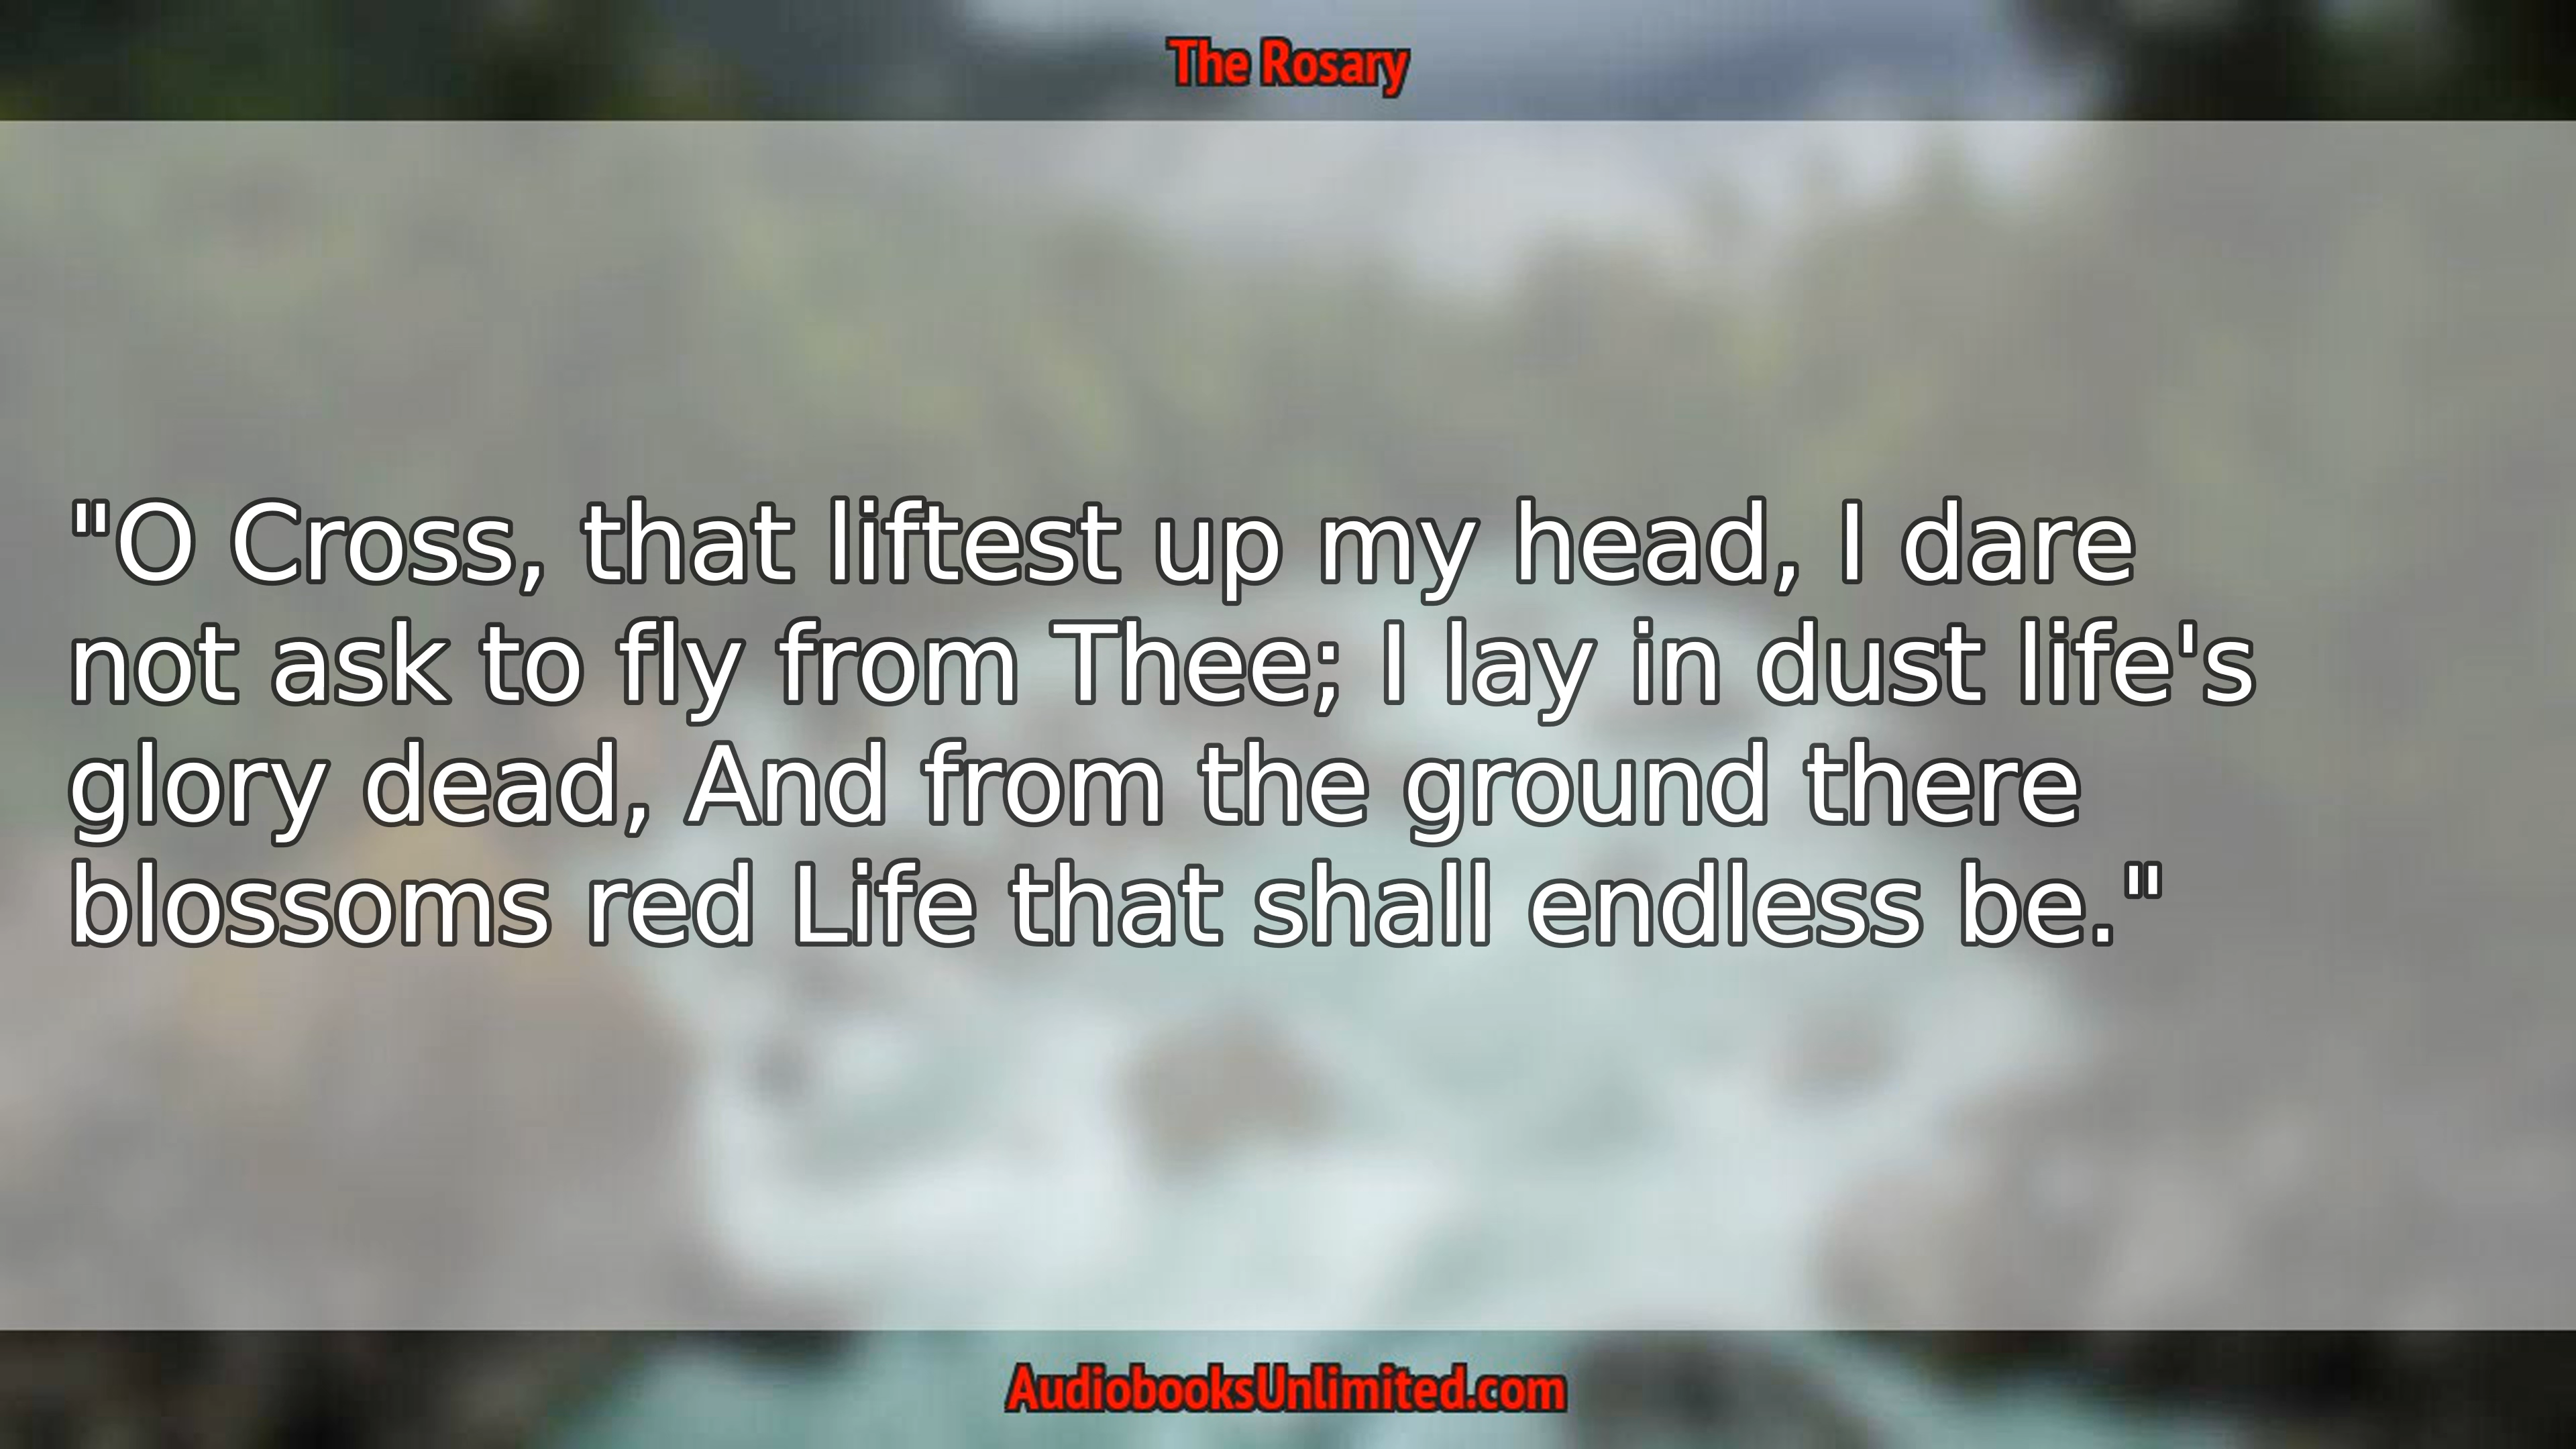 The Rosary
"O Cross, that liftest up my head, I dare
not ask to fly from Thee; I lay in dust life's
glory dead, And from the ground there
blossoms red Life that shall endless be."
AudiobooksUnlimited.com